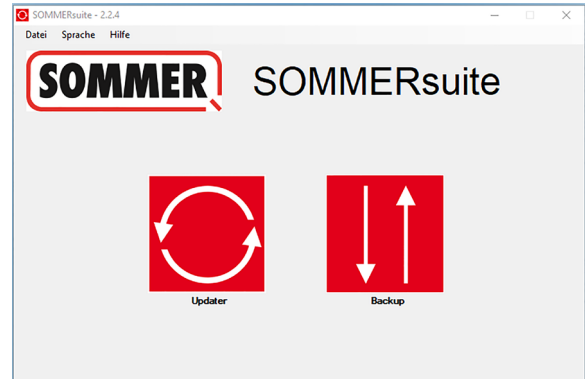 SOMMERsuite - 2.2.4
Datei Sprache Hilfe
SOMMER SOMMERsuite
Updater Backup